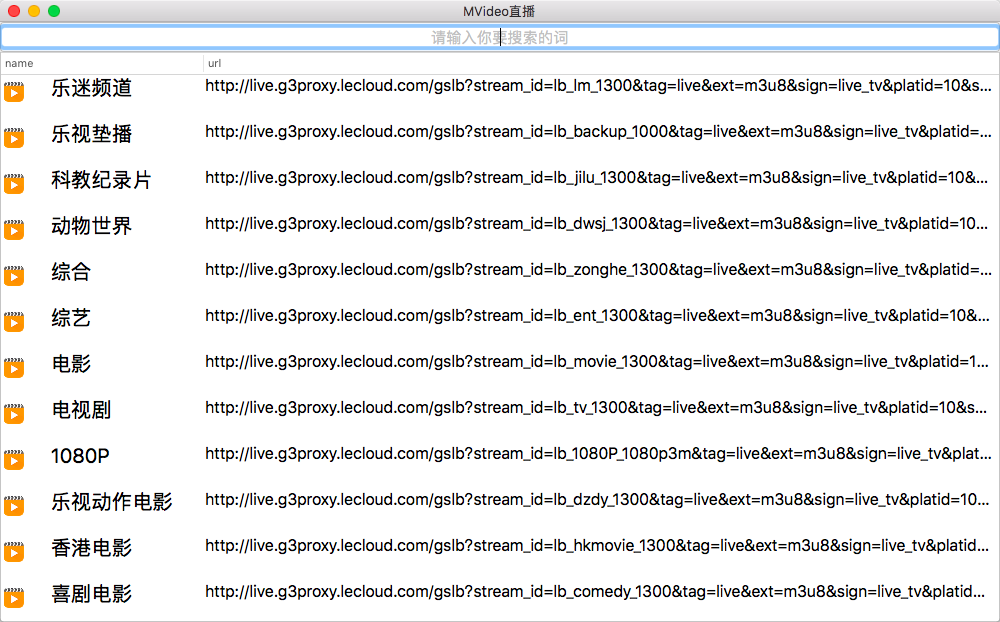 MVideo直播
请输入你要搜索的词
name url
乐迷频道 http://live.g3proxy.lecloud.com/gslb?stream_id=lb_lm_1300&tag=live&ext=m3u8&sign=live_tv&platid=10&s...
乐视垫播 http://live.g3proxy.lecloud.com/gslb?stream_id=lb_backup_1000&tag=live&ext=m3u8&sign=live_tv&platid=...
科教纪录片 http://live.g3proxy.lecloud.com/gslb?stream_id=lb_jilu_1300&tag=live&ext=m3u8&sign=live_tv&platid=10&...
动物世界 http://live.g3proxy.lecloud.com/gslb?stream_id=lb_dwsj_1300&tag=live&ext=m3u8&sign=live_tv&platid=10...
综合 http://live.g3proxy.lecloud.com/gslb?stream_id=lb_zonghe_1300&tag=live&ext=m3u8&sign=live_tv&platid=...
综艺 http://live.g3proxy.lecloud.com/gslb?stream_id=lb_ent_1300&tag=live&ext=m3u8&sign=live_tv&platid=10&...
电影 http://live.g3proxy.lecloud.com/gslb?stream_id=lb_movie_1300&tag=live&ext=m3u8&sign=live_tv&platid=1...
电视剧 http://live.g3proxy.lecloud.com/gslb?stream_id=lb_tv_1300&tag=live&ext=m3u8&sign=live_tv&platid=10&s...
1080P http://live.g3proxy.lecloud.com/gslb?stream_id=lb_1080P_1080p3m&tag=live&ext=m3u8&sign=live_tv&plat...
乐视动作电影 http://live.g3proxy.lecloud.com/gslb?stream_id=lb_dzdy_1300&tag=live&ext=m3u8&sign=live_tv&platid=10...
香港电影 http://live.g3proxy.lecloud.com/gslb?stream_id=lb_hkmovie_1300&tag=live&ext=m3u8&sign=live_tv&platid...
喜剧电影 http://live.g3proxy.lecloud.com/gslb?stream_id=lb_comedy_1300&tag=live&ext=m3u8&sign=live_tv&platid...